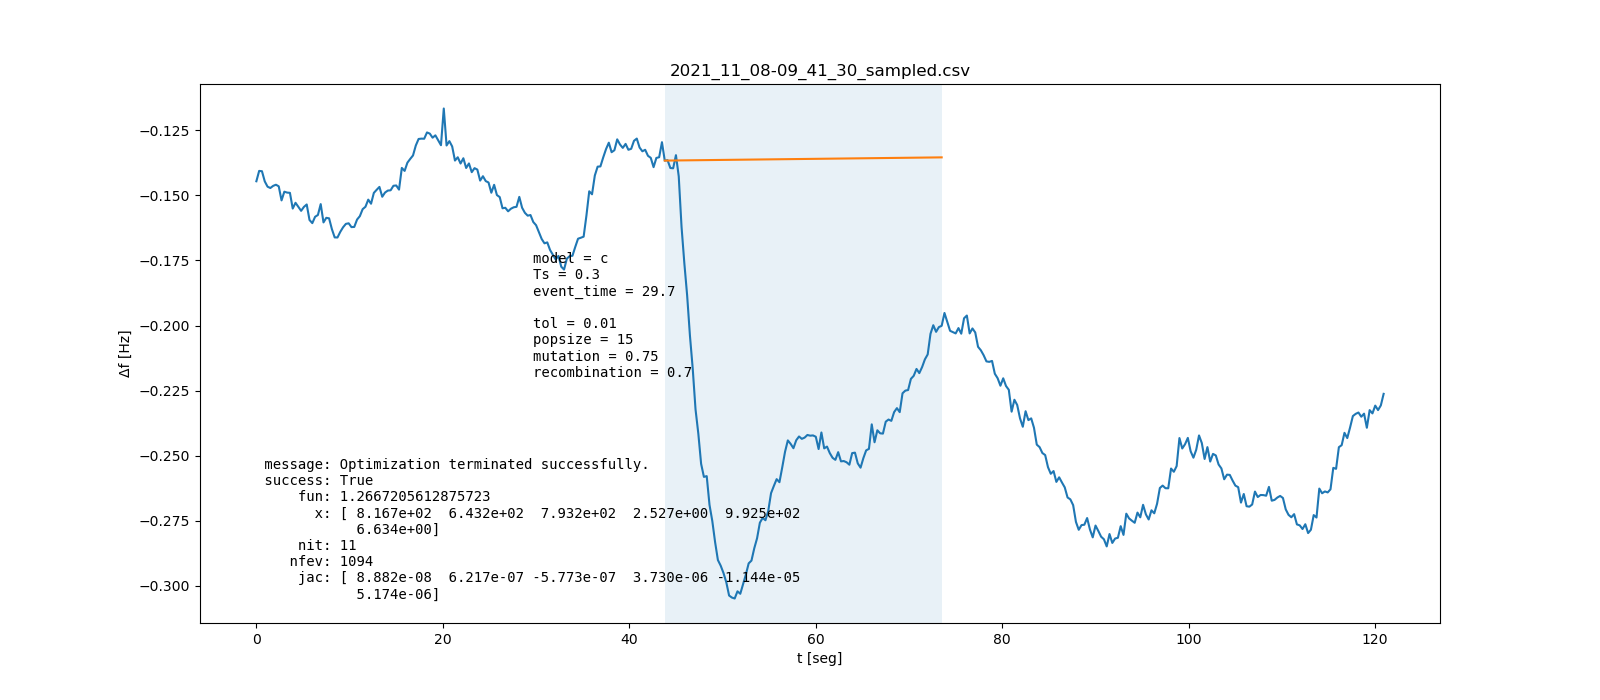 2021_11_08-09_41_30_sampled.csv
−0.125
−0.150
−0.175
−0.200
−0.225
−0.250
−0.275
−0.300
Δf [Hz]
model = c
Ts = 0.3
event_time = 29.7
tol = 0.01
popsize = 15
mutation = 0.75
recombination = 0.7
message: Optimization terminated successfully.
success: True
fun: 1.2667205612875723
x: [ 8.167e+02  6.432e+02  7.932e+02  2.527e+00  9.925e+02
6.634e+00]
nit: 11
nfev: 1094
jac: [ 8.882e-08  6.217e-07 -5.773e-07  3.730e-06 -1.144e-05
5.174e-06]
0 20 40 60 80 100 120
t [seg]